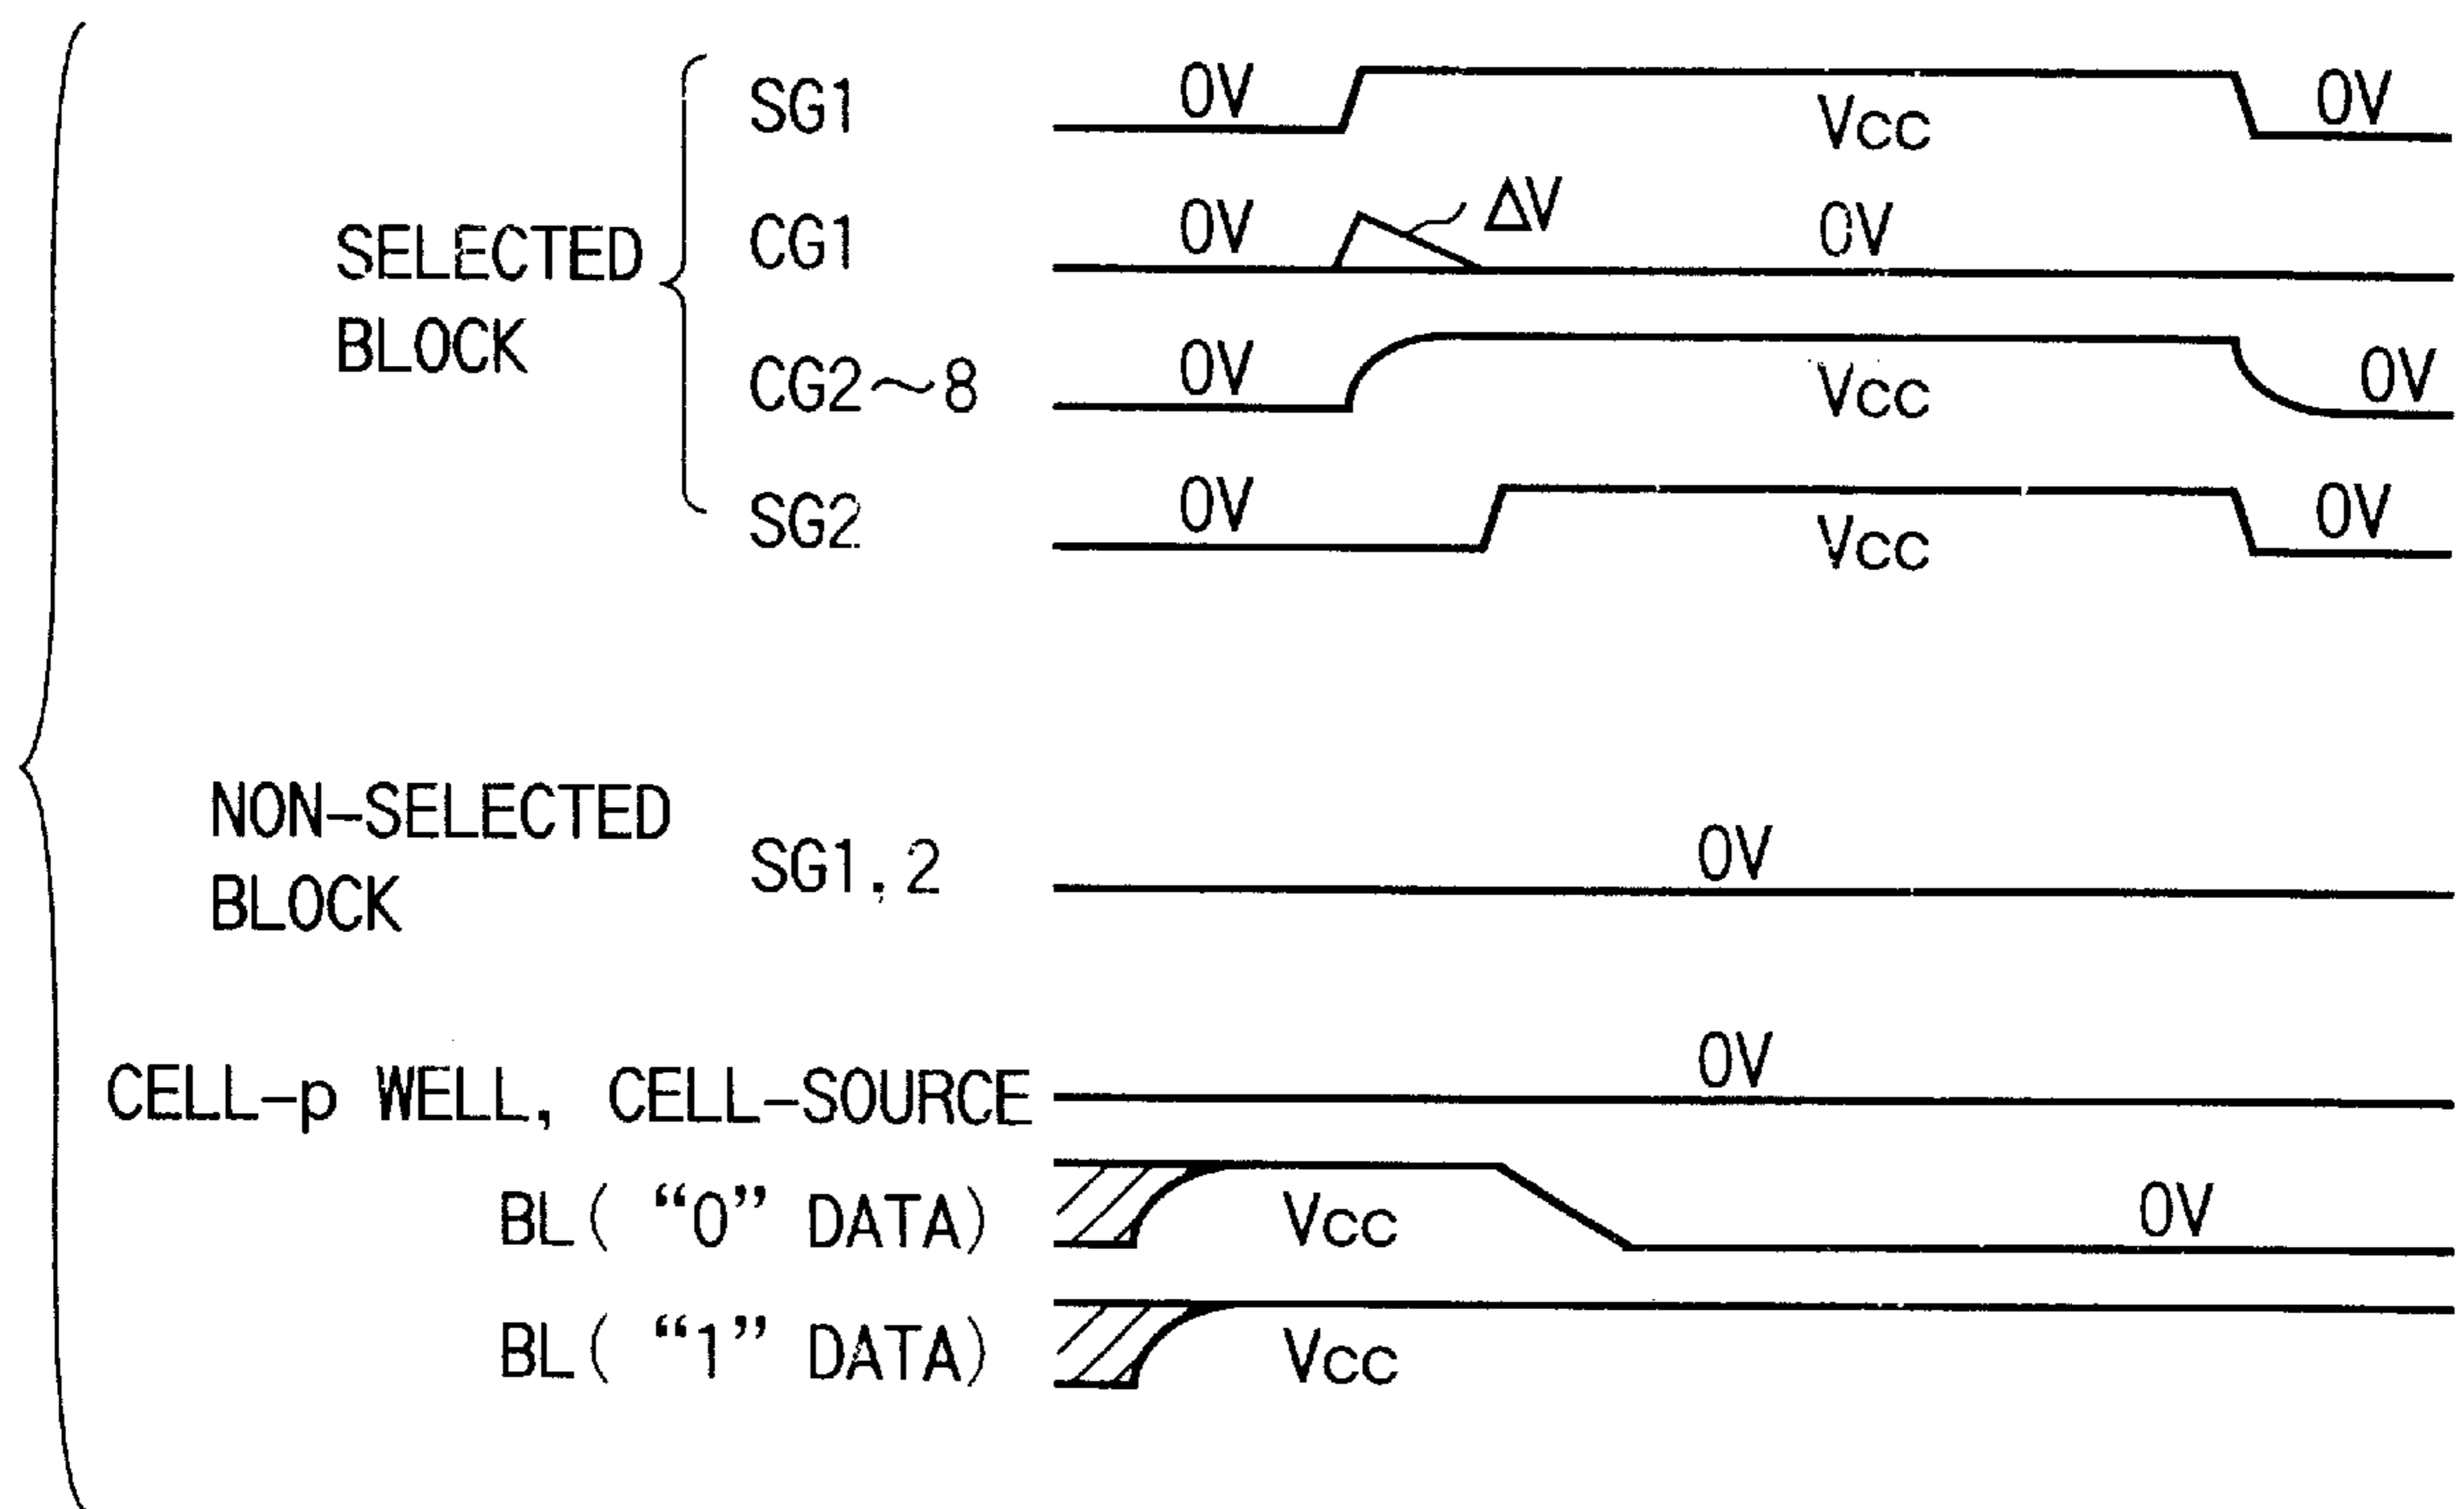 SG1 0V Vcc 0V
CG1 0V ΔV 0V
SELECTED
BLOCK
CG2～8 0V Vcc 0V
SG2 0V Vcc 0V
NON-SELECTED
BLOCK
SG1,2 0V
CELL-p WELL, CELL-SOURCE 0V
BL( “0” DATA) Vcc 0V
BL( “1” DATA) Vcc